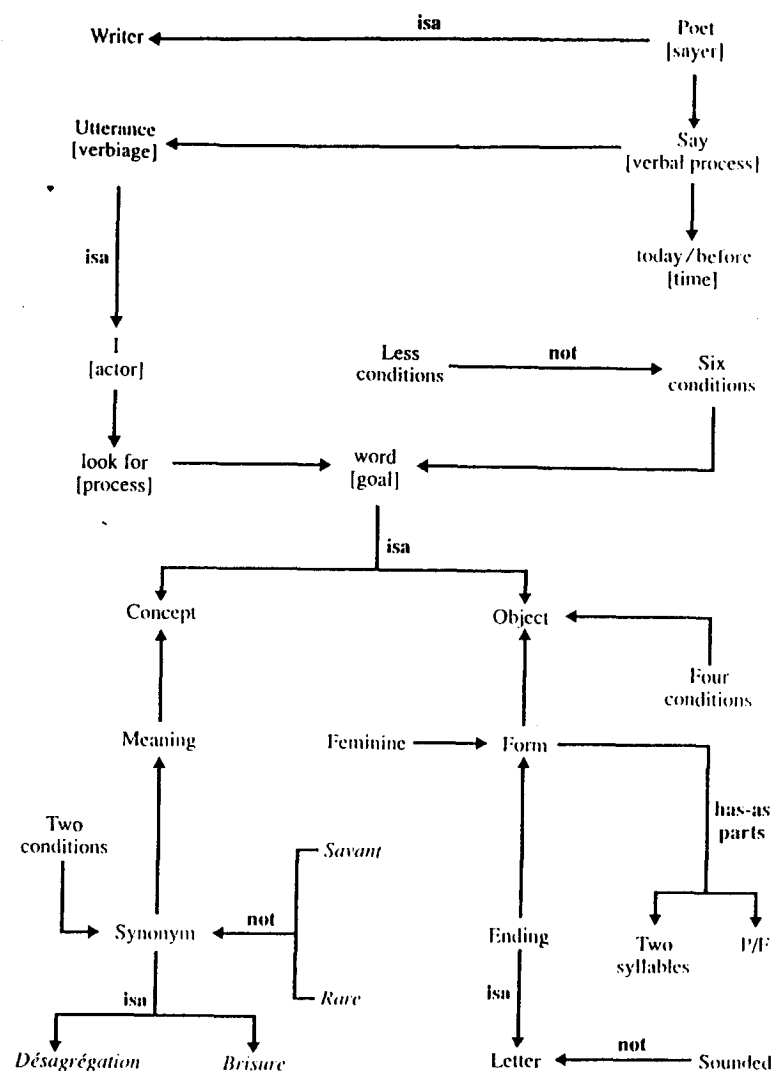 isa
Writer
Poet
[sayer]
Utterance
[verbiage]
Say
[verbal process]
isa
today/before
[time]
I
[actor]
Less
conditions
not
Six
conditions
look for
[process]
word
[goal]
isa
Concept
Object
Four
conditions
Meaning
Feminine
Form
has-as
parts
Two
conditions
Savant
Synonym
not
Ending
Two
syllables
P/F
isa
Rare
isa
Désagrégation
Brisure
Letter
not
Sounded